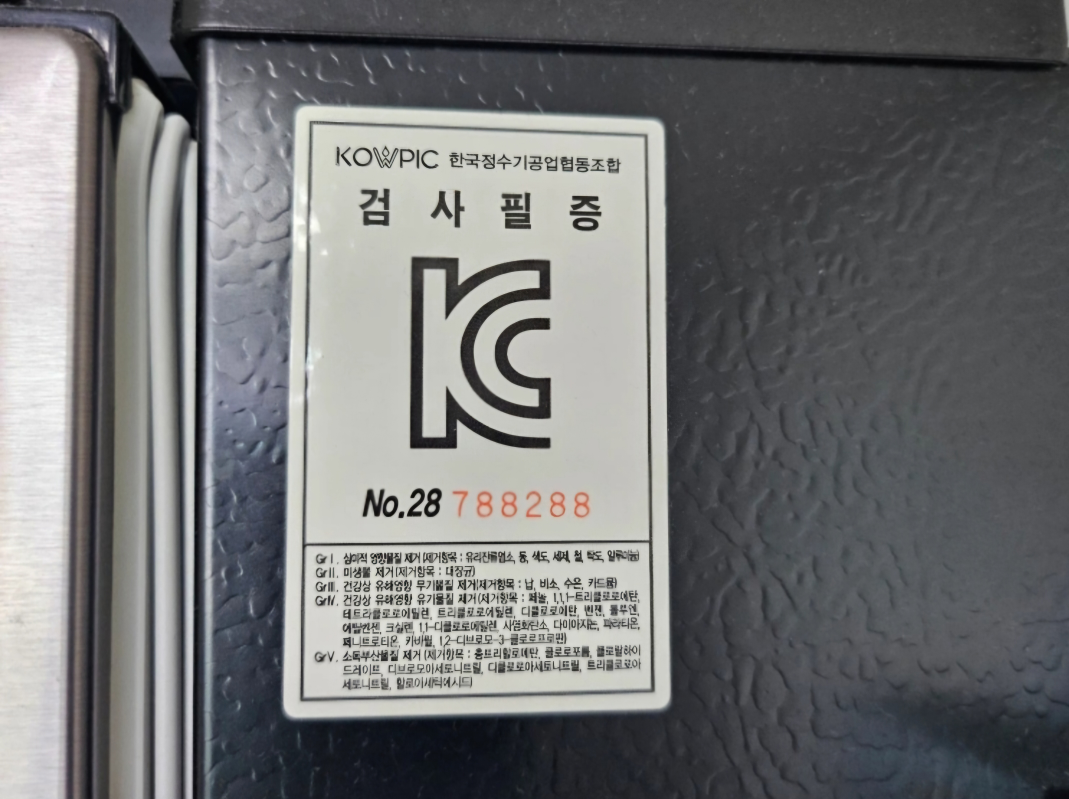 KOWPIC 한국정수기공업협동조합
검 사 필 증
KC
No.28 788288
Gr I. 심미적 영향물질 제거(제거항목 : 유리잔류염소, 동, 색도, 세제, 철, 탁도, 알루미늄)
Gr II. 미생물 제거(제거항목 : 대장균)
Gr III. 건강상 유해영향 무기물질 제거(제거항목 : 납, 비소, 수은, 카드뮴)
Gr IV. 건강상 유해영향 유기물질 제거(제거항목 : 페놀, 1,1,1-트리클로로에탄,
테트라클로로에틸렌, 트리클로로에틸렌, 디클로로에탄, 벤젠, 톨루엔,
에틸벤젠, 크실렌, 1,1-디클로로에틸렌, 사염화탄소, 다이아지논, 파라티온,
페니트로티온, 카바릴, 1,2-디브로모-3-클로로프로판)
Gr V. 소독부산물질 제거(제거항목 : 총트리할로메탄, 클로로포름, 클로랄하이
드레이트, 디브로모아세토니트릴, 디클로로아세토니트릴, 트리클로로아
세토니트릴, 할로아세틱에시드)